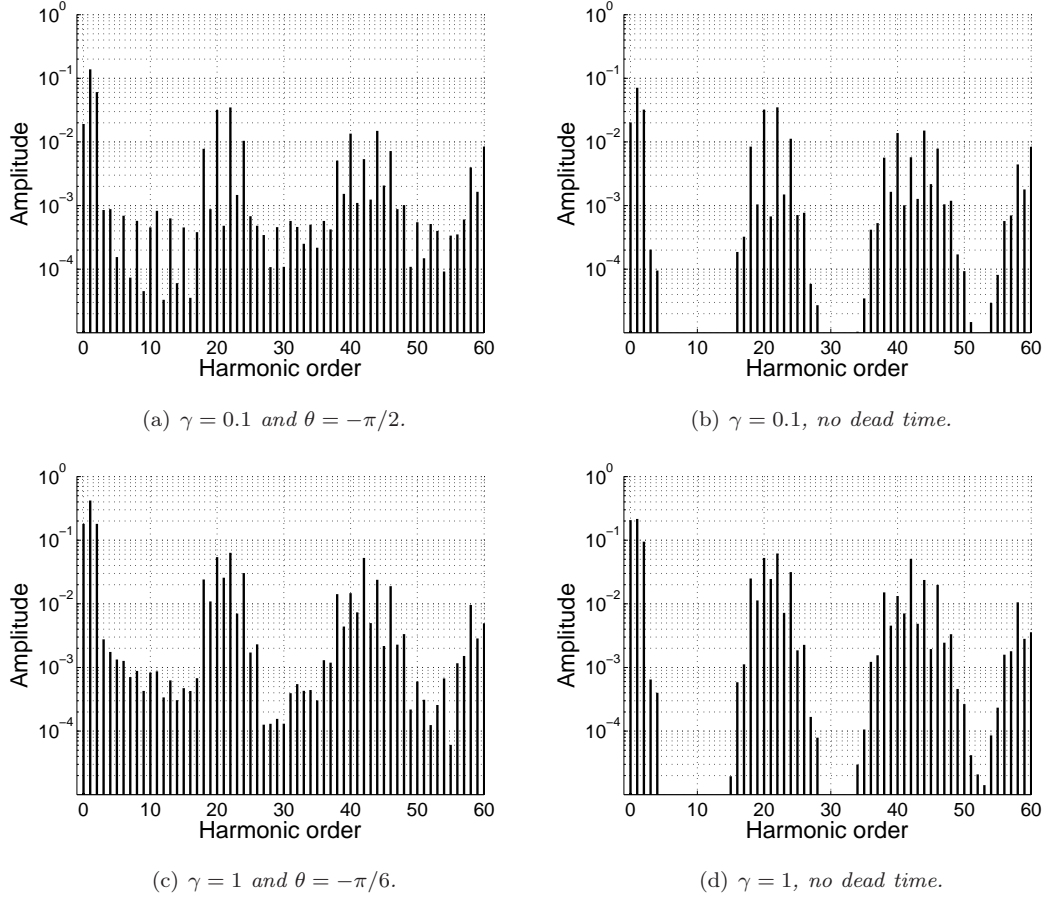 10^0
10^−1
10^−2
10^−3
10^−4
Amplitude
0 10 20 30 40 50 60
Harmonic order
(a) γ = 0.1 and θ = −π/2.
10^0
10^−1
10^−2
10^−3
10^−4
Amplitude
0 10 20 30 40 50 60
Harmonic order
(b) γ = 0.1, no dead time.
10^0
10^−1
10^−2
10^−3
10^−4
Amplitude
0 10 20 30 40 50 60
Harmonic order
(c) γ = 1 and θ = −π/6.
10^0
10^−1
10^−2
10^−3
10^−4
Amplitude
0 10 20 30 40 50 60
Harmonic order
(d) γ = 1, no dead time.